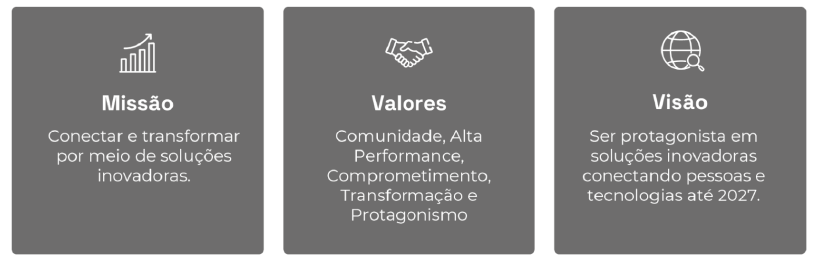 Missão
Conectar e transformar
por meio de soluções
inovadoras.
Valores
Comunidade, Alta
Performance,
Comprometimento,
Transformação e
Protagonismo
Visão
Ser protagonista em
soluções inovadoras
conectando pessoas e
tecnologias até 2027.